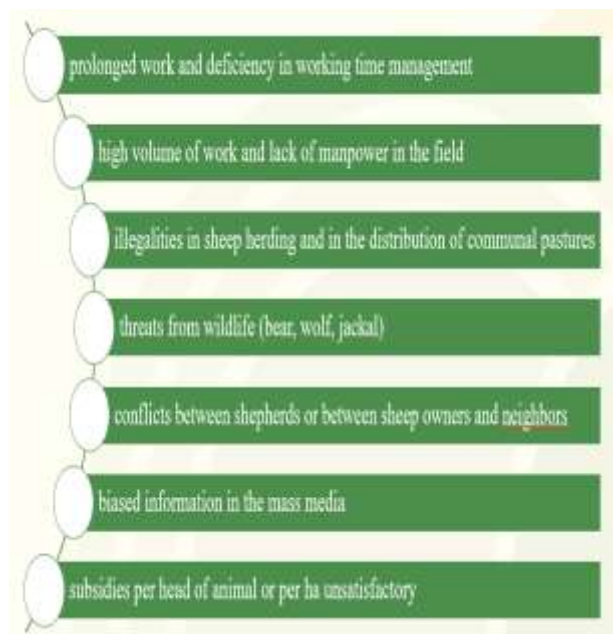 prolonged work and deficiency in working time management
high volume of work and lack of manpower in the field
illegalities in sheep herding and in the distribution of communal pastures
threats from wildlife (bear, wolf, jackal)
conflicts between shepherds or between sheep owners and neighbors
biased information in the mass media
subsidies per head of animal or per ha unsatisfactory